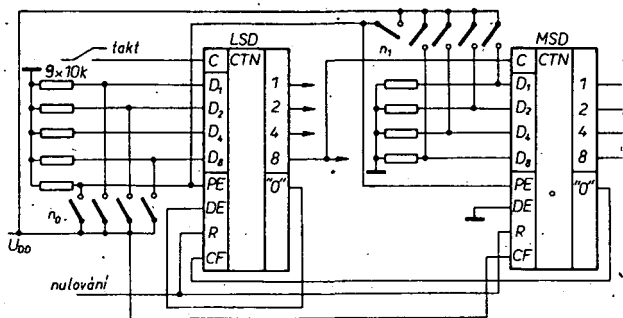 takt
9×10k
LSD
C CTN
D₁ 1
D₂ 2
D₄ 4
D₈ 8
PE "0"
DE
R
CF
n₀
U_DD
nulování
n₁
MSD
C CTN
D₁ 1
D₂ 2
D₄ 4
D₈ 8
PE "0"
DE
R
CF